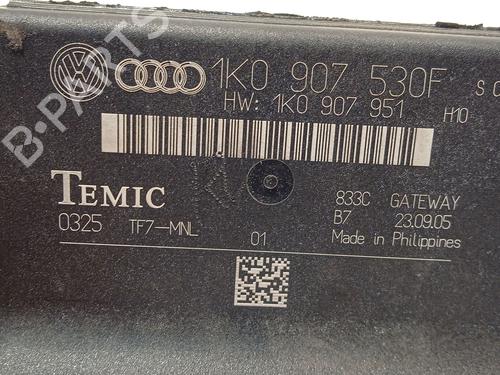 1K0 907 530F
HW: 1K0 907 951 H10
TEMIC
833C GATEWAY
0325 TF7-MNL 01
B7 23.09.05
Made in Philippines
B-PARTS